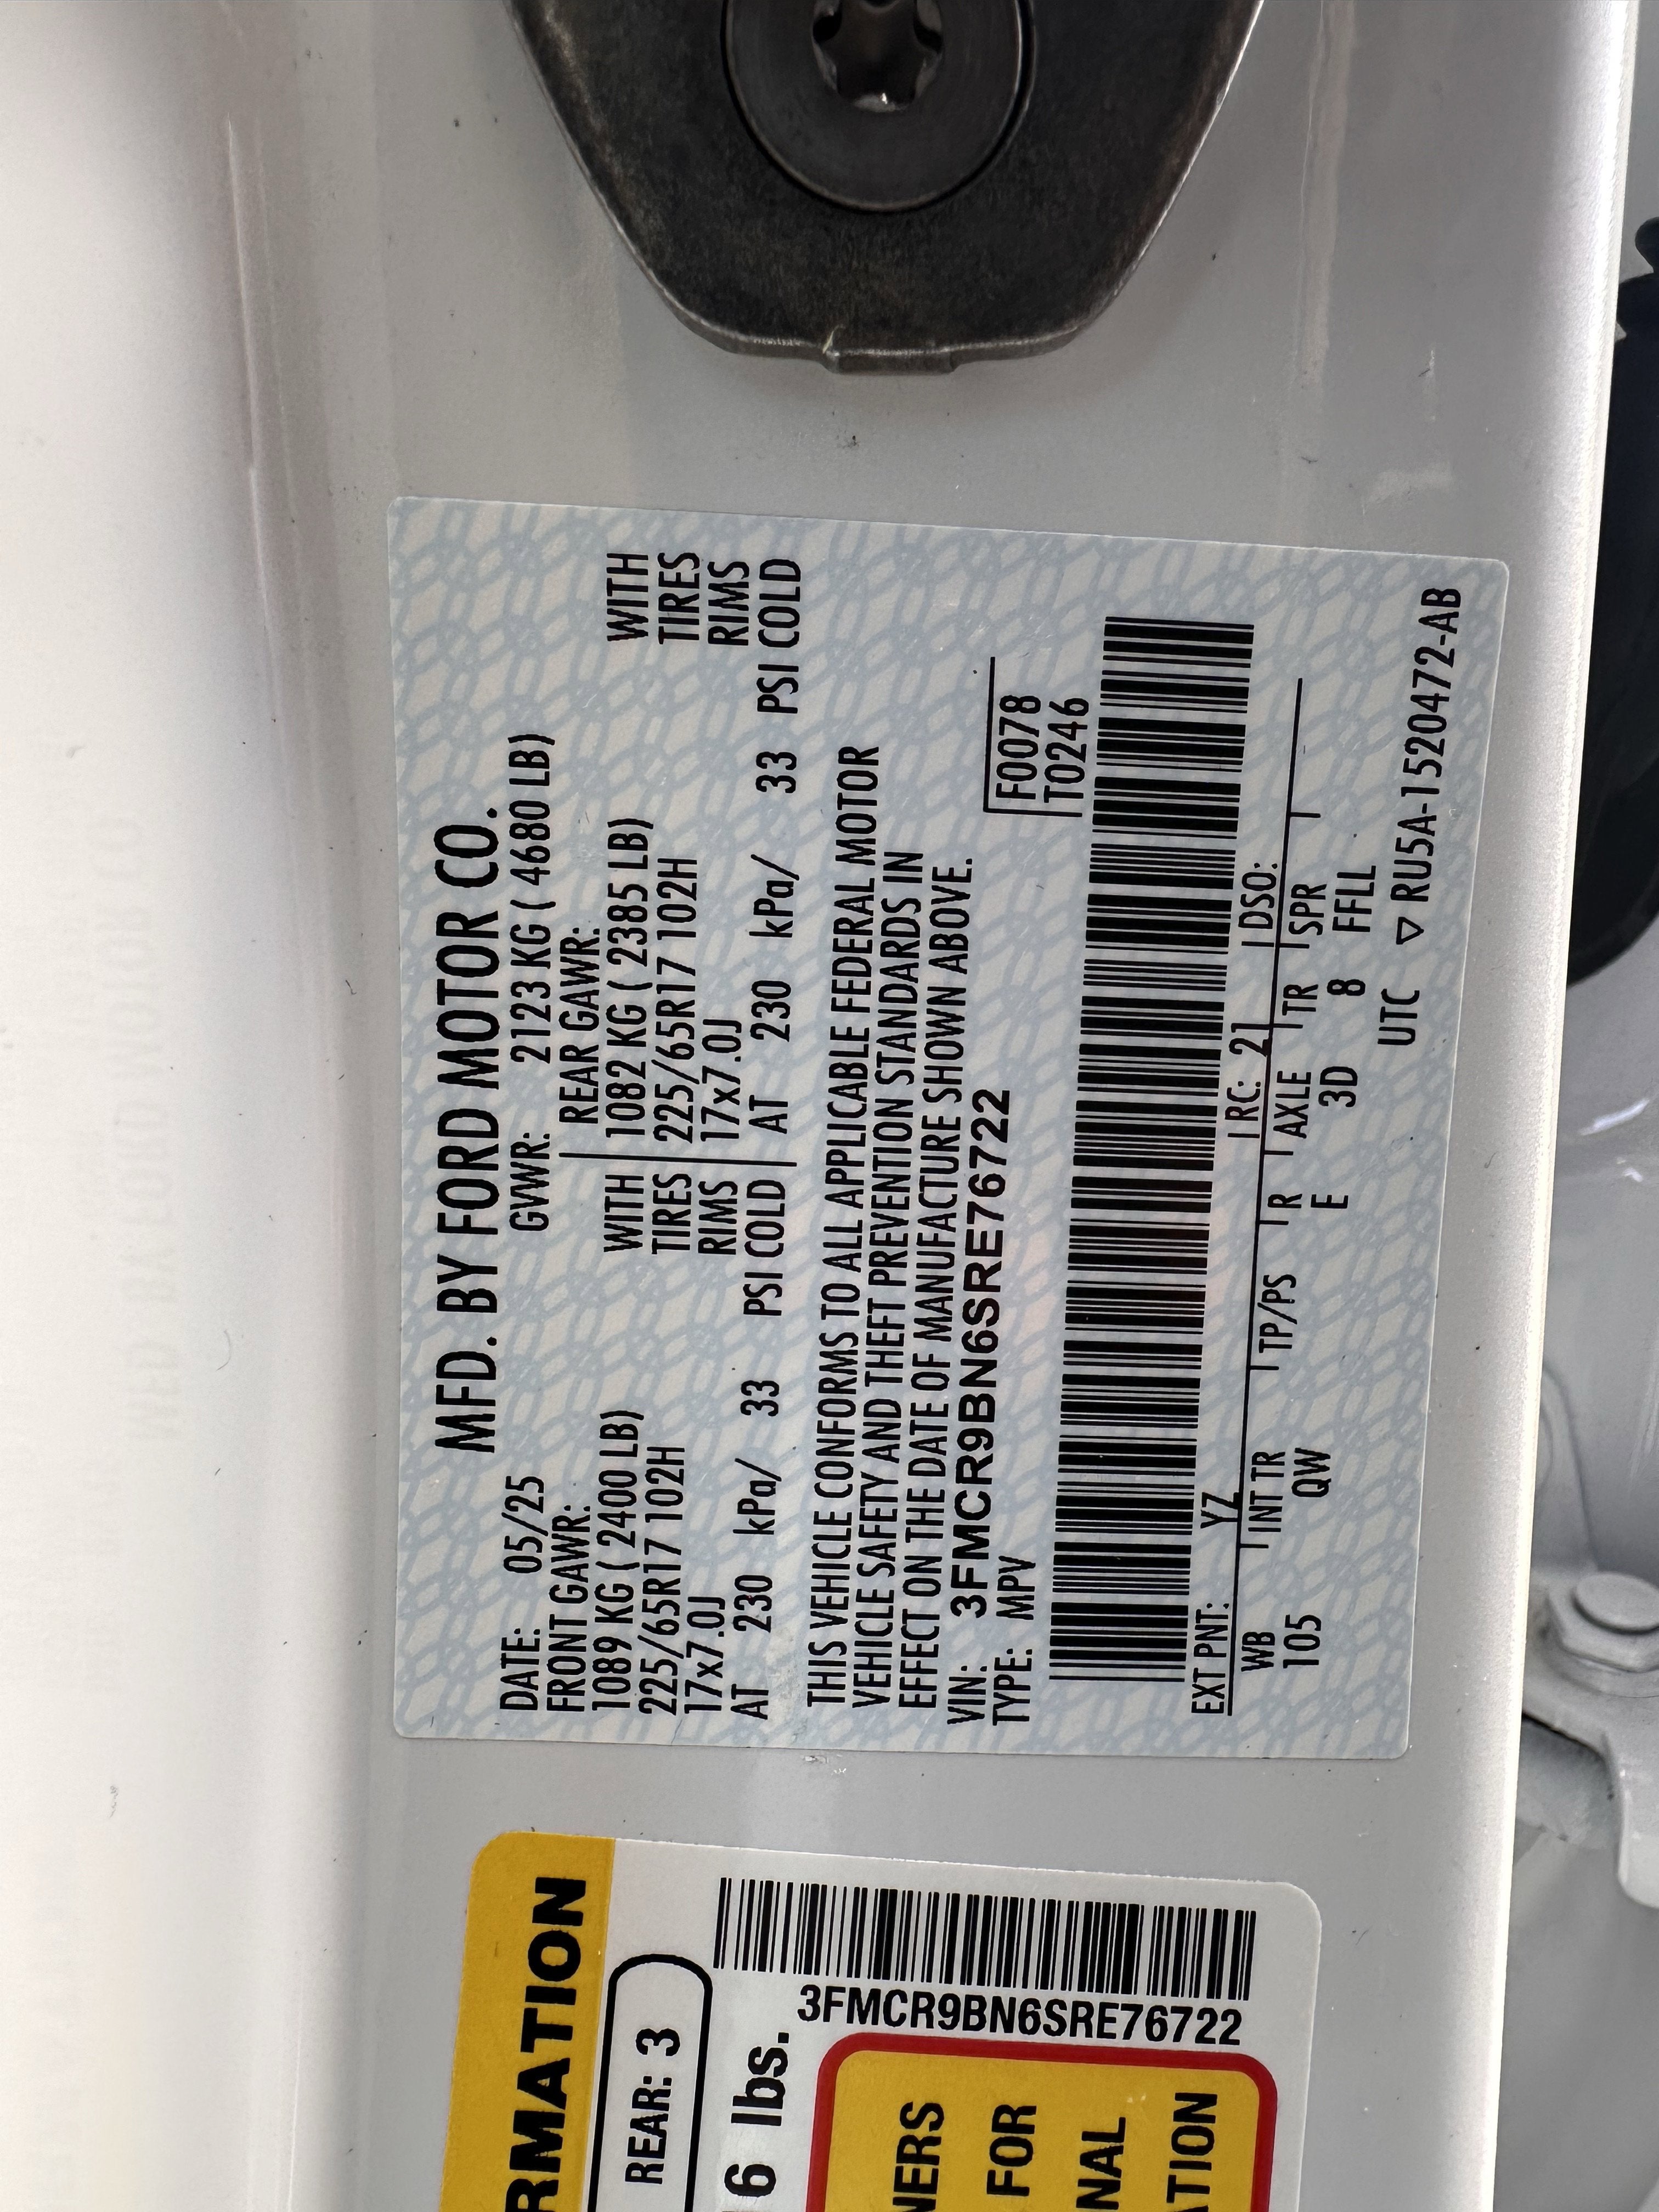 MFD. BY FORD MOTOR CO.
DATE: 05/25 GVWR: 2123 KG ( 4680 LB)
FRONT GAWR: REAR GAWR:
1089 KG ( 2400 LB) WITH 1082 KG ( 2385 LB) WITH
225/65R17 102H TIRES 225/65R17 102H TIRES
17x7.0J RIMS 17x7.0J RIMS
AT 230 kPa/ 33 PSI COLD AT 230 kPa/ 33 PSI COLD
THIS VEHICLE CONFORMS TO ALL APPLICABLE FEDERAL MOTOR
VEHICLE SAFETY AND THEFT PREVENTION STANDARDS IN
EFFECT ON THE DATE OF MANUFACTURE SHOWN ABOVE.
VIN: 3FMCR9BN6SRE76722 F0078
TYPE: MPV T0246
EXT PNT: YZ RC: 21 DSO:
WB INT TR TP/PS R AXLE TR SPR
105 QW E 3D 8 FFLL
UTC ▽ RU5A-1520472-AB
RMATION
REAR: 3
6 lbs.
3FMCR9BN6SRE76722
NERS
FOR
NAL
ATION